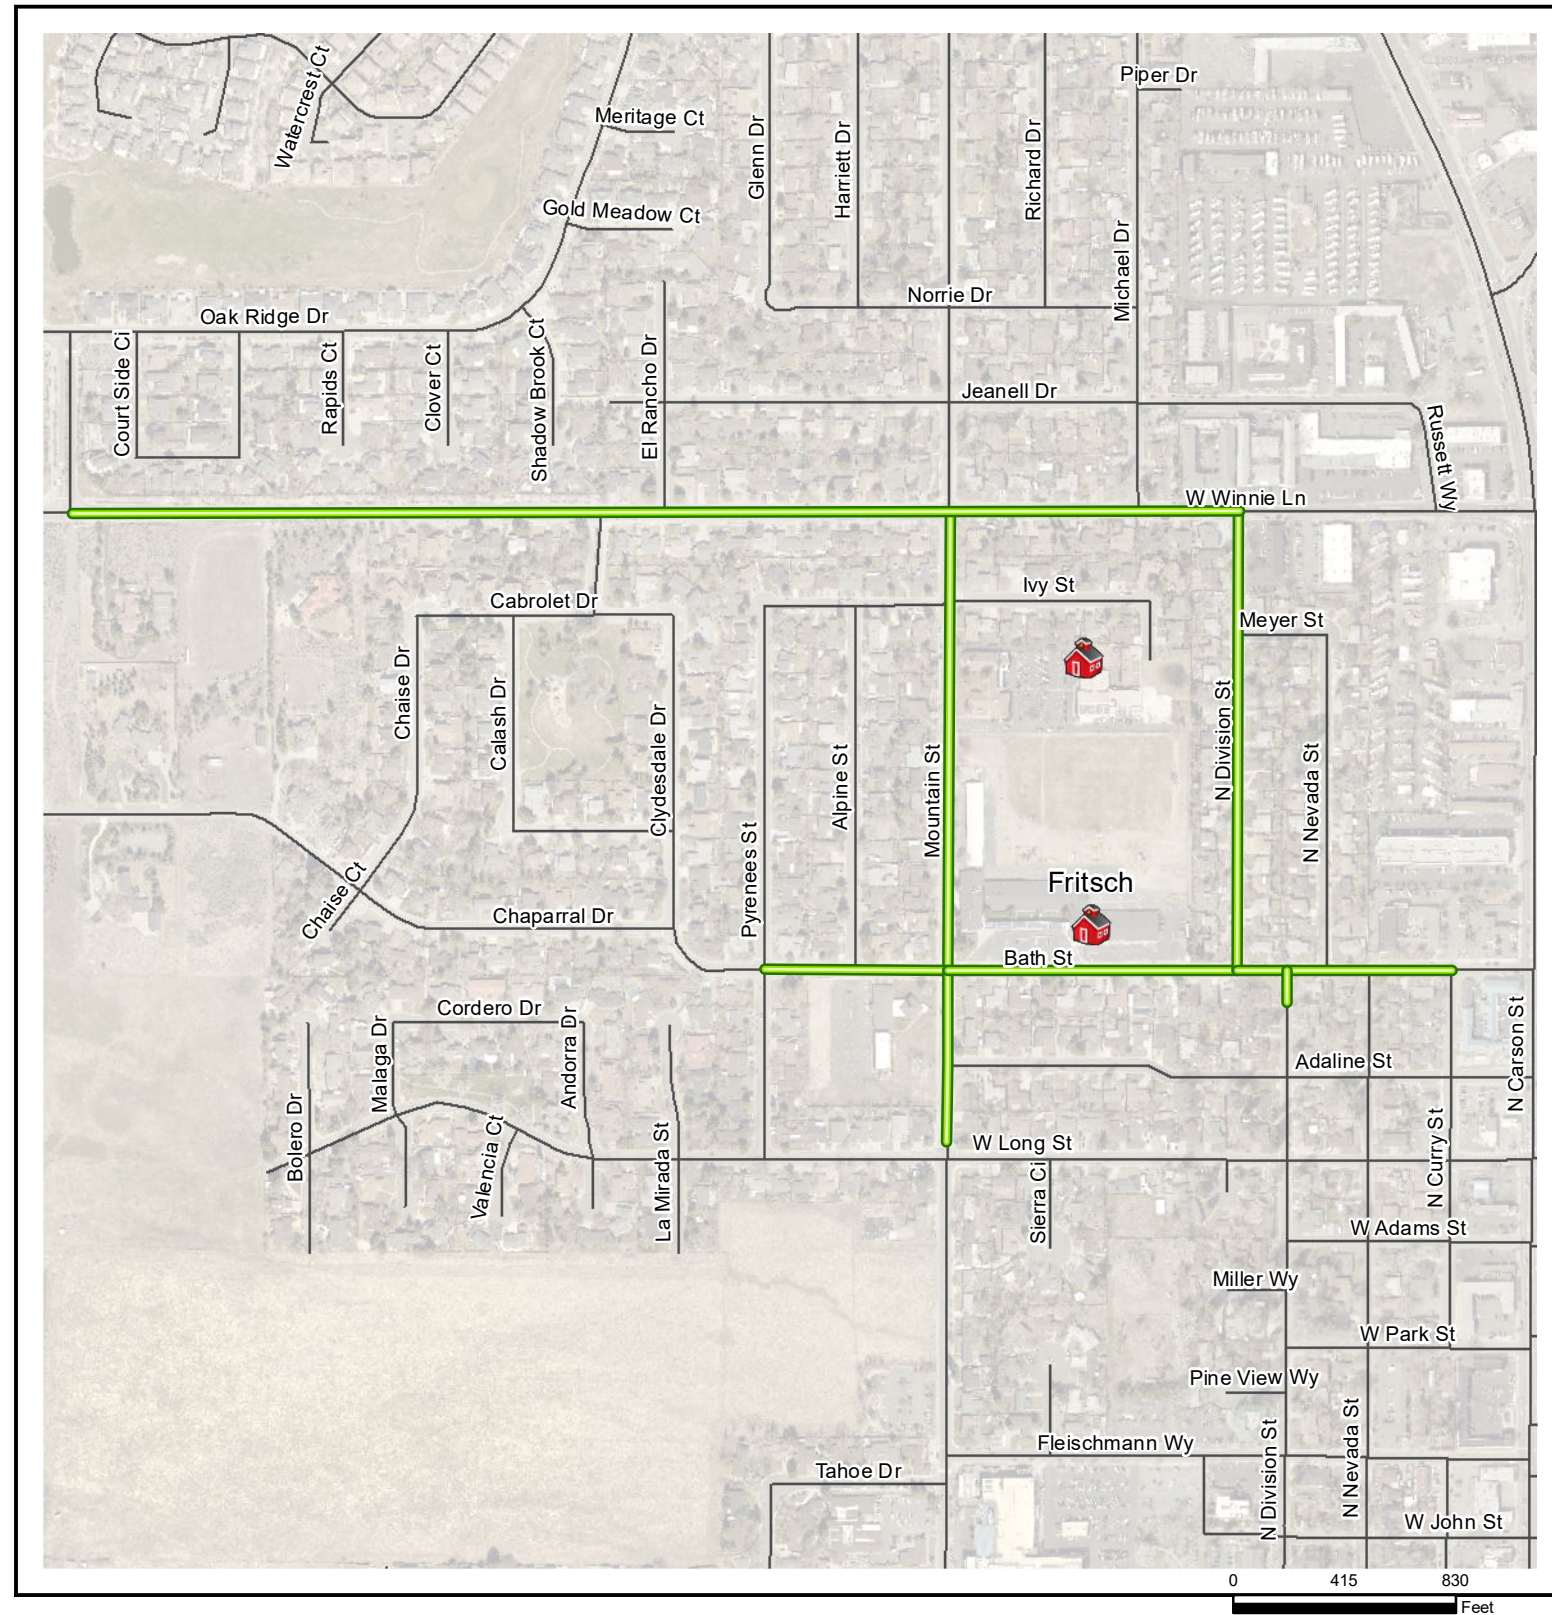 Piper Dr
Watercrest Ct
Meritage Ct
Glenn Dr
Harriett Dr
Richard Dr
Gold Meadow Ct
Michael Dr
Norrie Dr
Oak Ridge Dr
Court Side Ci
Rapids Ct
Clover Ct
Shadow Brook Ct
El Rancho Dr
Jeanell Dr
Russett Wy
W Winnie Ln
Ivy St
Cabrolet Dr
Meyer St
Chaise Dr
Calash Dr
Clydesdale Dr
Alpine St
Mountain St
N Division St
N Nevada St
Pyrenees St
Chaise Ct
Fritsch
Chaparral Dr
Bath St
Cordero Dr
Malaga Dr
Andorra Dr
N Carson St
Adaline St
Bolero Dr
Valencia Ct
La Mirada St
W Long St
Sierra Ci
N Curry St
W Adams St
Miller Wy
W Park St
Pine View Wy
Fleischmann Wy
N Division St
N Nevada St
Tahoe Dr
W John St
0 415 830
Feet